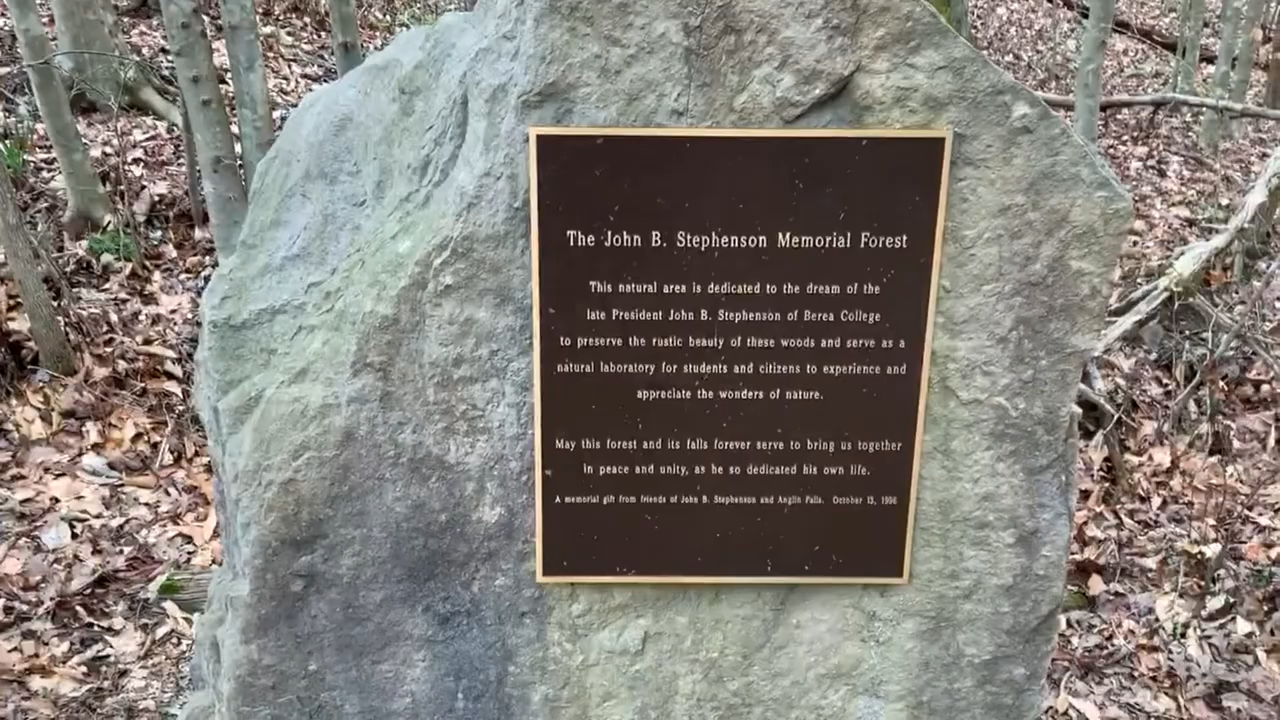 The John B. Stephenson Memorial Forest
This natural area is dedicated to the dream of the
late President John B. Stephenson of Berea College
to preserve the rustic beauty of these woods and serve as a
natural laboratory for students and citizens to experience and
appreciate the wonders of nature.
May this forest and its falls forever serve to bring us together
in peace and unity, as he so dedicated his own life.
A memorial gift from friends of John B. Stephenson and Anglin Falls. October 13, 1996